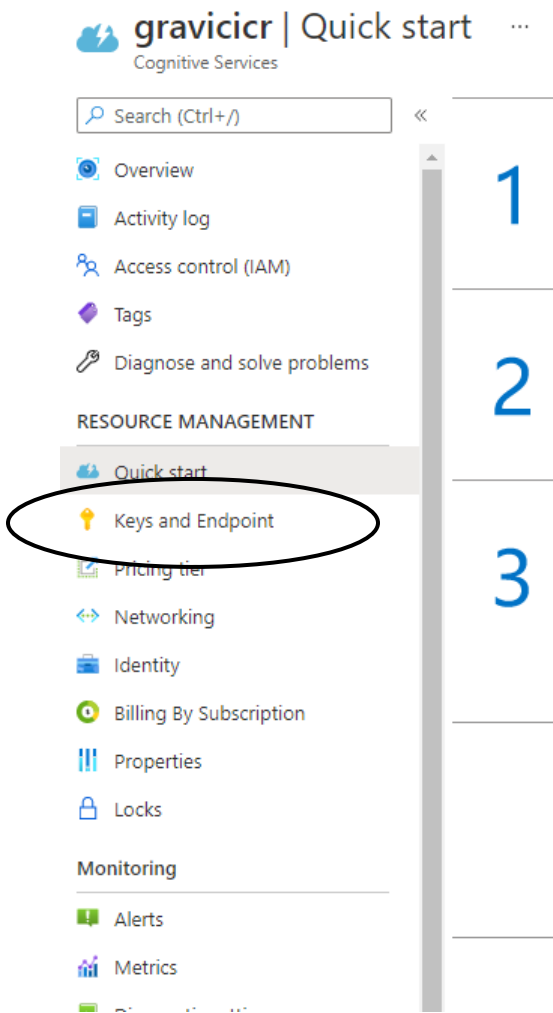 gravicicr | Quick start ...
Cognitive Services
Search (Ctrl+/)
«
Overview
1
Activity log
Access control (IAM)
Tags
Diagnose and solve problems
2
RESOURCE MANAGEMENT
Quick start
Keys and Endpoint
Pricing tier
3
Networking
Identity
Billing By Subscription
Properties
Locks
Monitoring
Alerts
Metrics